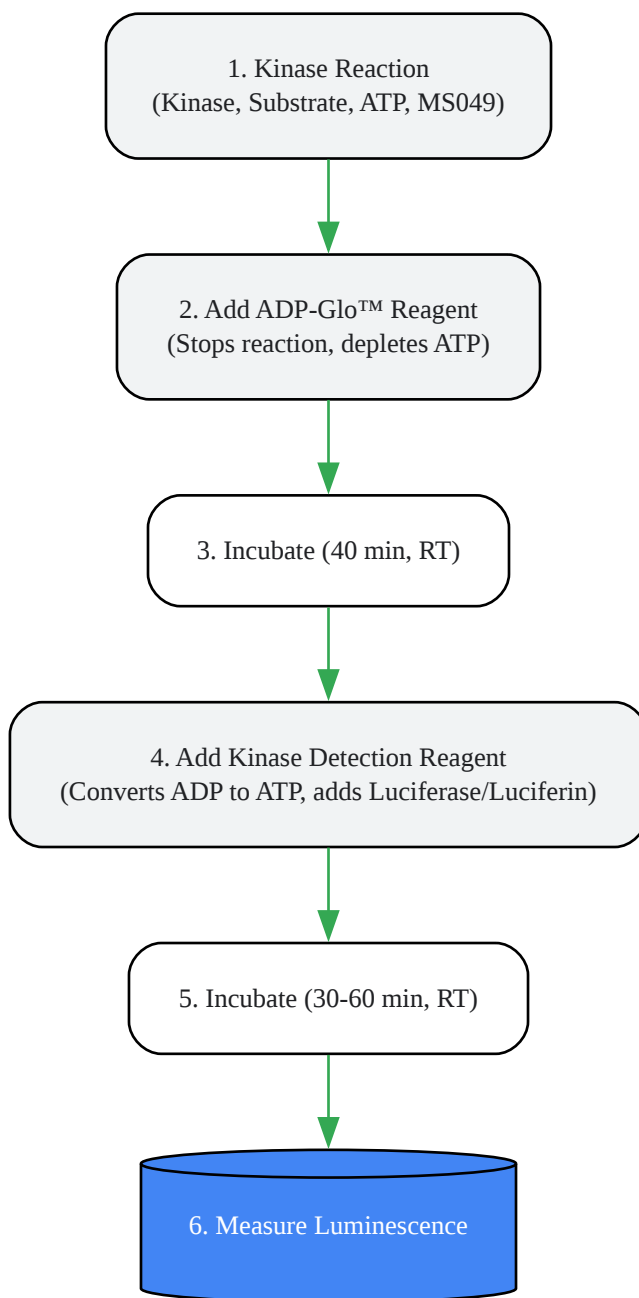 1. Kinase Reaction
(Kinase, Substrate, ATP, MS049)
2. Add ADP-Glo™ Reagent
(Stops reaction, depletes ATP)
3. Incubate (40 min, RT)
4. Add Kinase Detection Reagent
(Converts ADP to ATP, adds Luciferase/Luciferin)
5. Incubate (30-60 min, RT)
6. Measure Luminescence